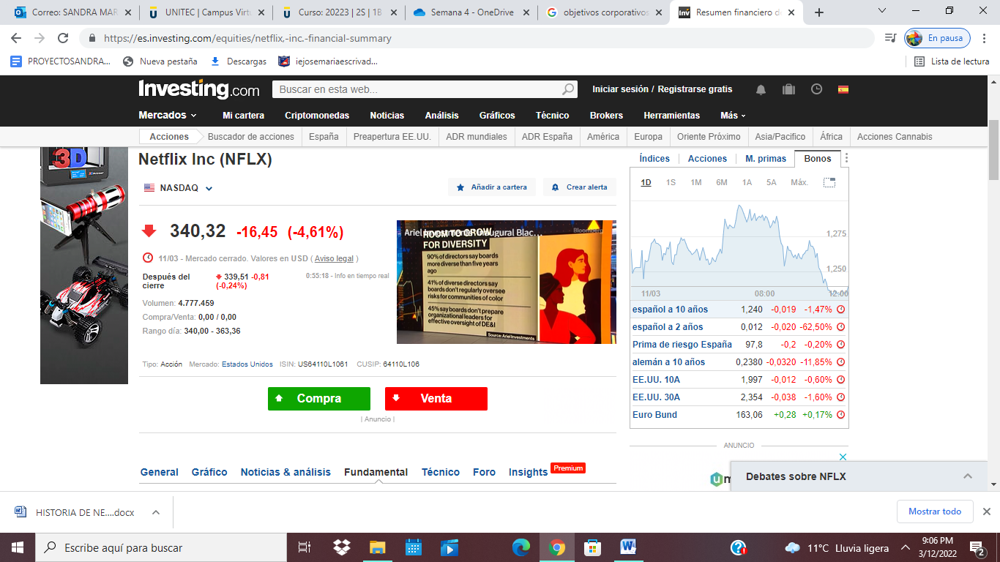 Correo: SANDRA MAR
UNITEC | Campus Virtu
Curso: 20223 | 2S | 1B
Semana 4 - OneDrive
objetivos corporativos
Resumen financiero de
https://es.investing.com/equities/netflix,-inc.-financial-summary
En pausa
PROYECTOSANDRA...
Nueva pestaña
Descargas
iejosemariaescrivad...
Lista de lectura
Investing.com
Buscar en esta web...
Iniciar sesión / Registrarse gratis
Mercados
Mi cartera
Criptomonedas
Noticias
Análisis
Gráficos
Técnico
Brokers
Herramientas
Más
Acciones
Buscador de acciones
España
Preapertura EE.UU.
ADR mundiales
ADR España
América
Europa
Oriente Próximo
Asia/Pacifico
África
Acciones Cannabis
3D
Netflix Inc (NFLX)
NASDAQ
Añadir a cartera
Crear alerta
340,32 -16,45 (-4,61%)
11/03 - Mercado cerrado. Valores en USD ( Aviso legal )
Después del cierre
339,51 -0,81 (-0,24%)
0:55:18 - Info en tiempo real
Volumen: 4.777.459
Compra/Venta: 0,00 / 0,00
Rango día: 340,00 - 363,36
Bloomberg
ROOM TO GROW
FOR DIVERSITY
90% of directors say boards
more diverse than five years
ago
41% of diverse directors say
boards don't regularly oversee
risks for communities of color
45% say boards don't prepare
organizational leaders for
effective oversight of DE&I
Source: Ariel Investments
Tipo: Acción
Mercado: Estados Unidos
ISIN: US64110L1061
CUSIP: 64110L106
Compra
Venta
| Anuncio |
General
Gráfico
Noticias & análisis
Fundamental
Técnico
Foro
Insights
Premium
Índices
Acciones
M. primas
Bonos
1D
1S
1M
6M
1A
5A
Máx.
1,275
1,250
11/03
08:00
12:00
español a 10 años 1,240 -0,019 -1,47%
español a 2 años 0,012 -0,020 -62,50%
Prima de riesgo España 97,8 -0,2 -0,20%
alemán a 10 años 0,2380 -0,0320 -11,85%
EE.UU. 10A 1,997 -0,012 -0,60%
EE.UU. 30A 2,354 -0,038 -1,60%
Euro Bund 163,06 +0,28 +0,17%
ANUNCIO
Debates sobre NFLX
HISTORIA DE NE....docx
Mostrar todo
Escribe aquí para buscar
11°C Lluvia ligera
9:06 PM
3/12/2022
2